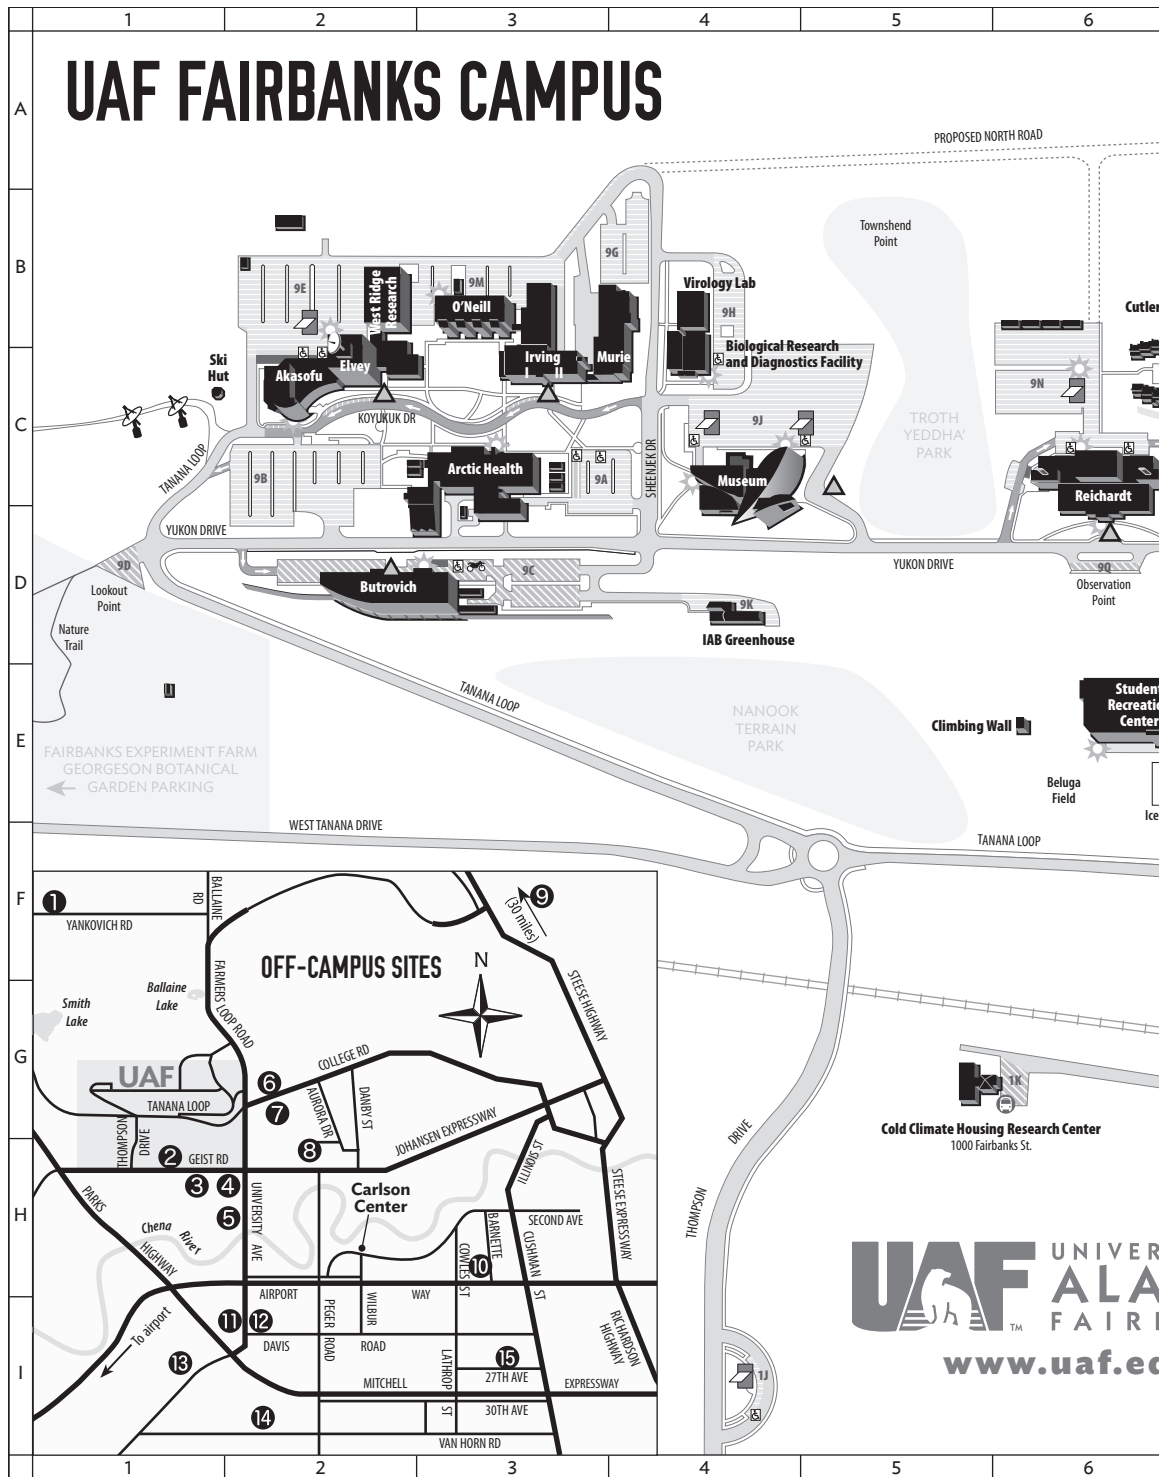 1 2 3 4 5 6
UAF FAIRBANKS CAMPUS
A
PROPOSED NORTH ROAD
Townshend
Point
B
9G
9E
9M
West Ridge
Research
O'Neill
Virology Lab
9H
Cutler
Biological Research
and Diagnostics Facility
Ski
Hut
Elvey
Akasofu
Irving
I II
Murie
9N
C
KOYUKUK DR
9J
TROTH
YEDDHA'
PARK
TANANA LOOP
9B
Arctic Health
9A
SHEENJEK DR
Museum
Reichardt
YUKON DRIVE
YUKON DRIVE
D
9D
Lookout
Point
Butrovich
9C
9K
9Q
Observation
Point
Nature
Trail
IAB Greenhouse
TANANA LOOP
Student
Recreatio
Center
E
NANOOK
TERRAIN
PARK
Climbing Wall
FAIRBANKS EXPERIMENT FARM
GEORGESON BOTANICAL
GARDEN PARKING
Beluga
Field
Ice
WEST TANANA DRIVE
TANANA LOOP
F
1
YANKOVICH RD
BALLAINE
RD
9
(30 miles)
OFF-CAMPUS SITES
N
FARMERS LOOP ROAD
STEESE HIGHWAY
Ballaine
Lake
Smith
Lake
G
UAF
TANANA LOOP
COLLEGE RD
6
7
AURORA DR
DANBY ST
JOHANSEN EXPRESSWAY
8
THOMPSON
DRIVE
2
GEIST RD
ILLINOIS ST
1K
Cold Climate Housing Research Center
1000 Fairbanks St.
DRIVE
THOMPSON
H
3
4
5
PARKS
HIGHWAY
Chena
River
UNIVERSITY
AVE
Carlson
Center
STEESE EXPRESSWAY
SECOND AVE
BARNETTE
COWLES ST
10
CUSHMAN
ST
AIRPORT
WAY
UAF
TM
UNIVER
ALA
FAIRI
www.uaf.ed
I
To airport
11
12
PEGER
ROAD
WILBUR
DAVIS
ROAD
13
LATHROP
ST
15
27TH AVE
RICHARDSON
HIGHWAY
MITCHELL
EXPRESSWAY
14
30TH AVE
VAN HORN RD
1J
1 2 3 4 5 6